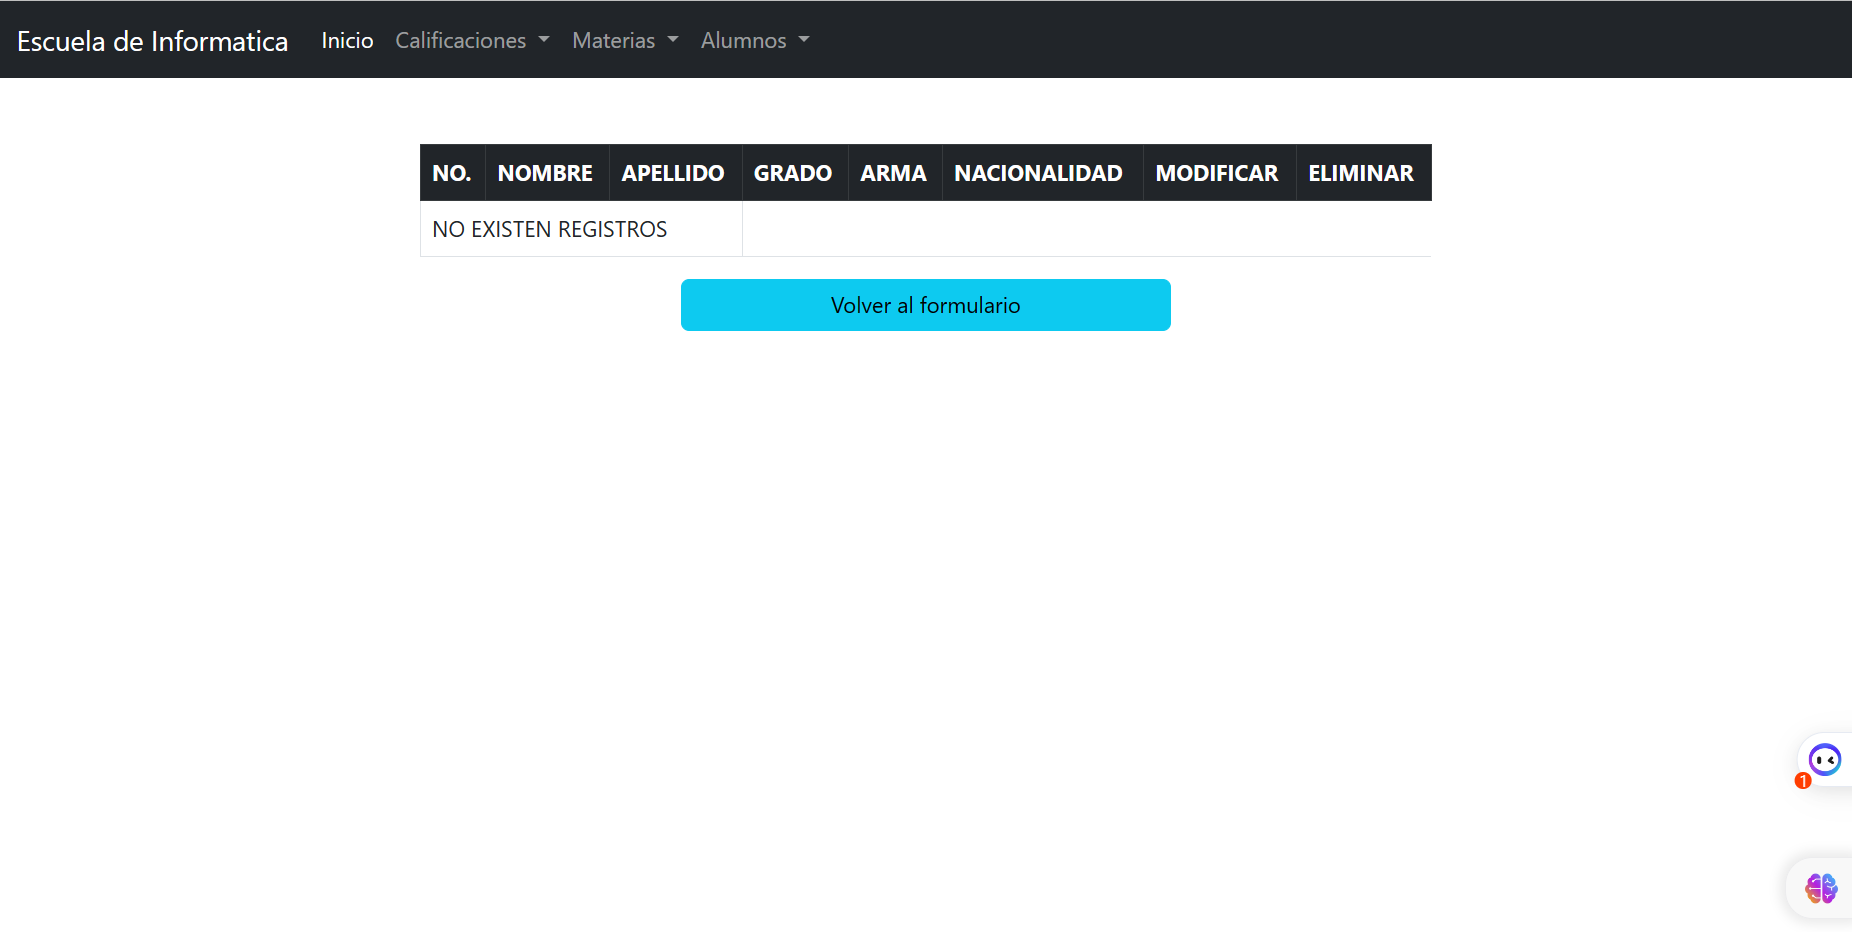 Escuela de Informatica Inicio Calificaciones Materias Alumnos
NO. NOMBRE APELLIDO GRADO ARMA NACIONALIDAD MODIFICAR ELIMINAR
NO EXISTEN REGISTROS
Volver al formulario
1